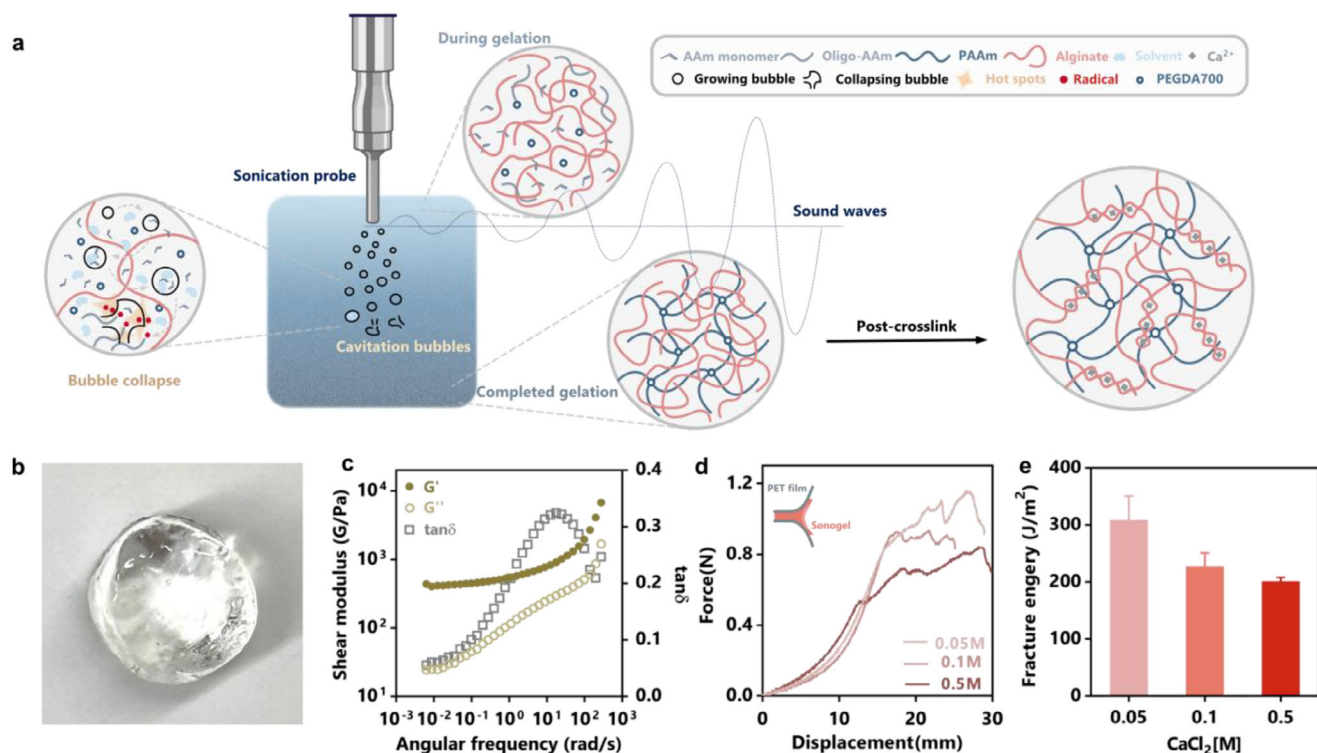 a
During gelation
AAm monomer Oligo-AAm PAAm Alginate Solvent Ca²⁺
Growing bubble Collapsing bubble Hot spots Radical PEGDA700
Sonication probe
Sound waves
Cavitation bubbles
Bubble collapse
Completed gelation
Post-crosslink
b
c
Shear modulus (G/Pa)
10⁴
10³
10²
10¹
G'
G''
tanδ
0.4
0.3
0.2
0.1
0.0
tanδ
10⁻³ 10⁻² 10⁻¹ 10⁰ 10¹ 10² 10³
Angular frequency (rad/s)
d
Force(N)
1.2
0.8
0.4
0.0
PET film
Sonogel
0.05M
0.1M
0.5M
0 10 20 30
Displacement(mm)
e
Fracture engery (J/m²)
400
300
200
100
0
0.05 0.1 0.5
CaCl₂[M]